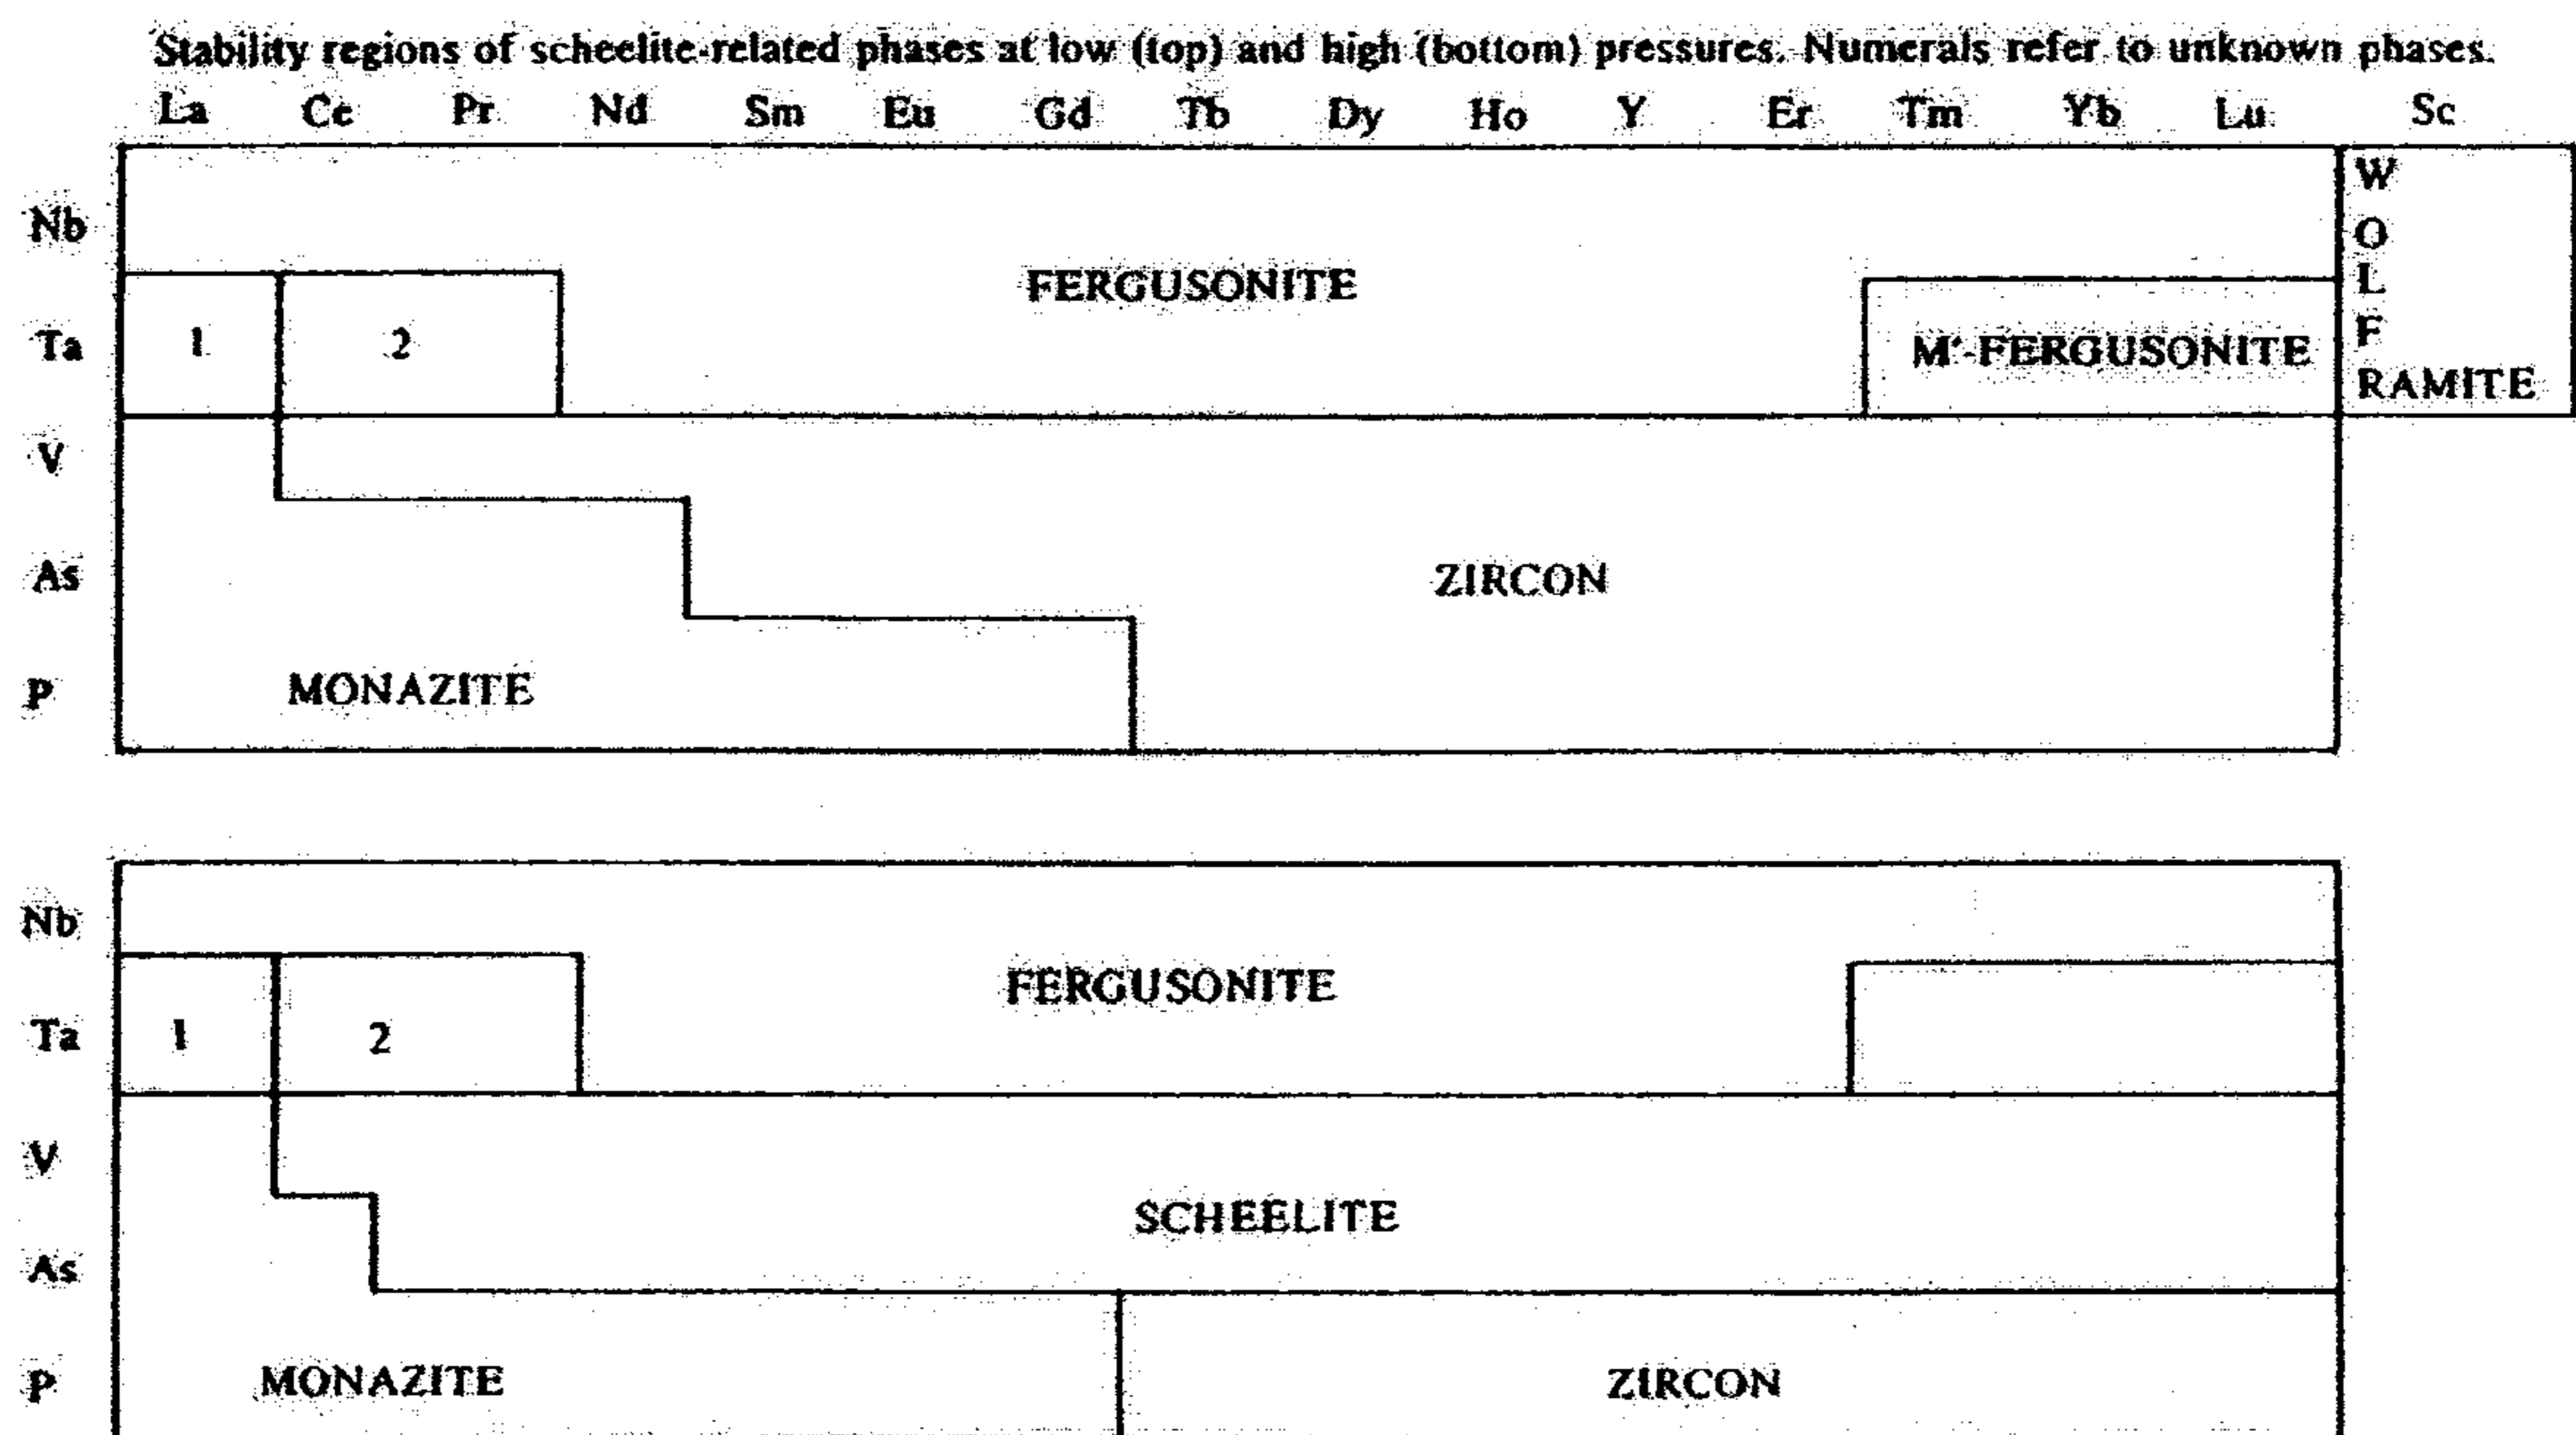 Stability regions of scheelite-related phases at low (top) and high (bottom) pressures. Numerals refer to unknown phases.
La Ce Pr Nd Sm Eu Gd Tb Dy Ho Y Er Tm Yb Lu Sc
W
Nb
O
FERGUSONITE
L
F
Ta 1 2 M'-FERGUSONITE
RAMITE
V
As ZIRCON
P MONAZITE
Nb
FERGUSONITE
Ta 1 2
V
SCHEELITE
As
P MONAZITE ZIRCON